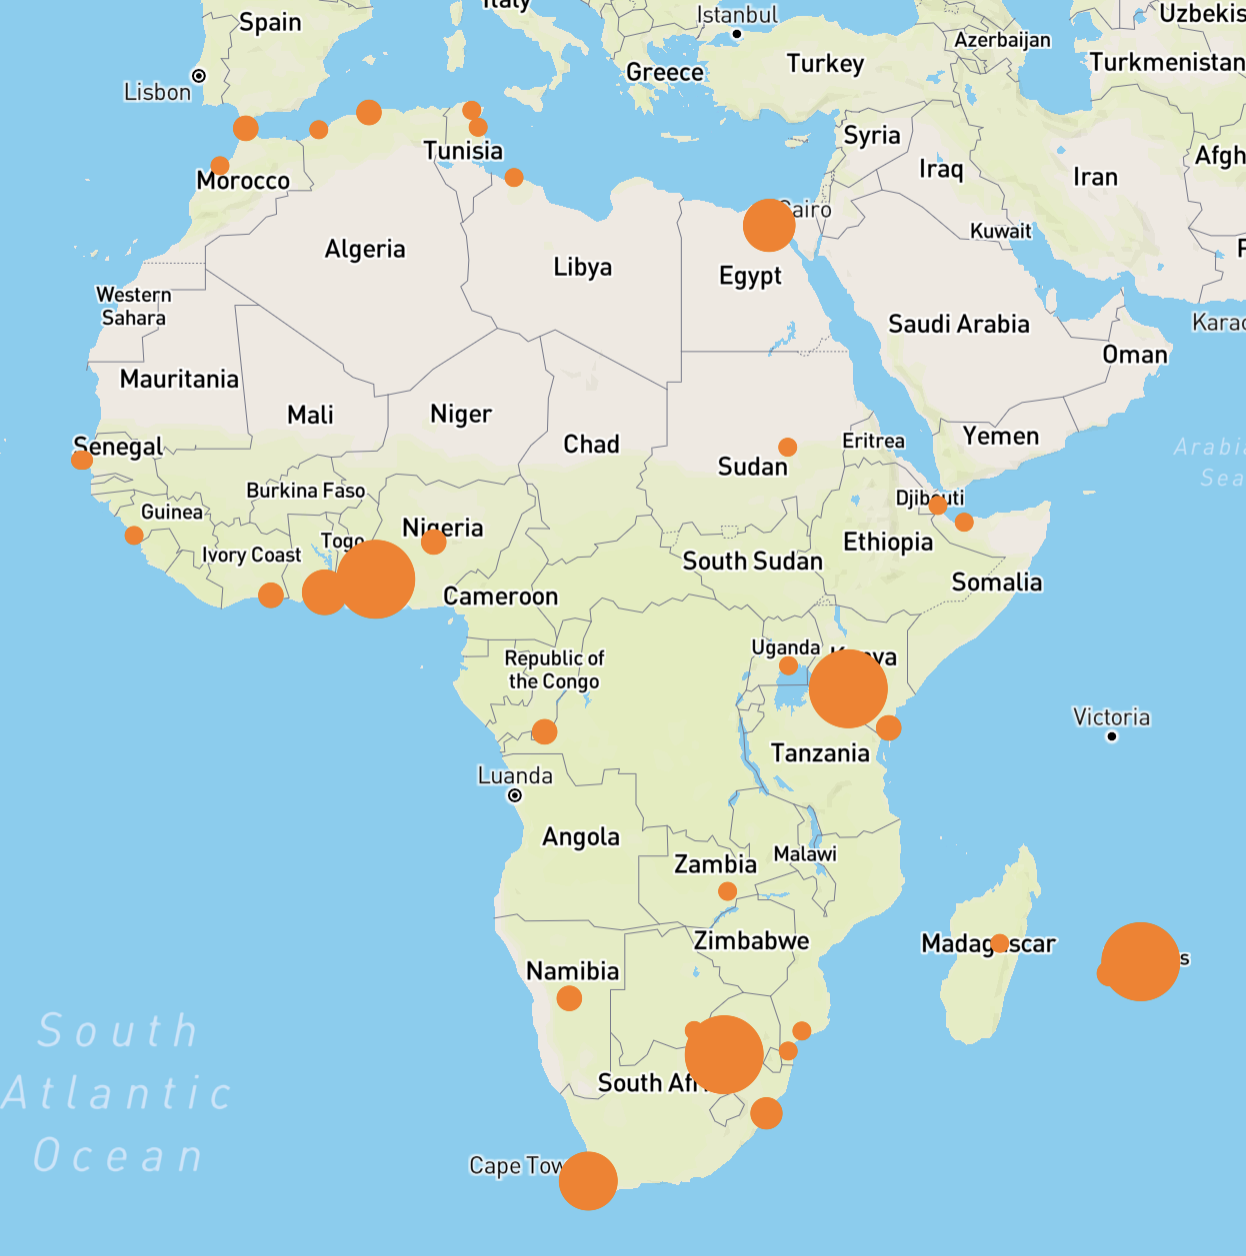 Italy
Uzbekis
Spain
Istanbul
Azerbaijan
Turkmenistan
Lisbon
Greece
Turkey
Syria
Tunisia
Iraq
Afgh
Morocco
Iran
Cairo
Kuwait
Algeria
Libya
Egypt
Western
Sahara
Saudi Arabia
Karac
Oman
Mauritania
Mali
Niger
Chad
Senegal
Eritrea
Yemen
Arabia
Sea
Sudan
Burkina Faso
Djibouti
Guinea
Nigeria
Togo
Ivory Coast
Ethiopia
South Sudan
Somalia
Cameroon
Uganda
Kenya
Republic of
the Congo
Victoria
Tanzania
Luanda
Angola
Zambia
Malawi
Zimbabwe
Madagascar
s
Namibia
South
Atlantic
Ocean
South Afr
Cape Tow